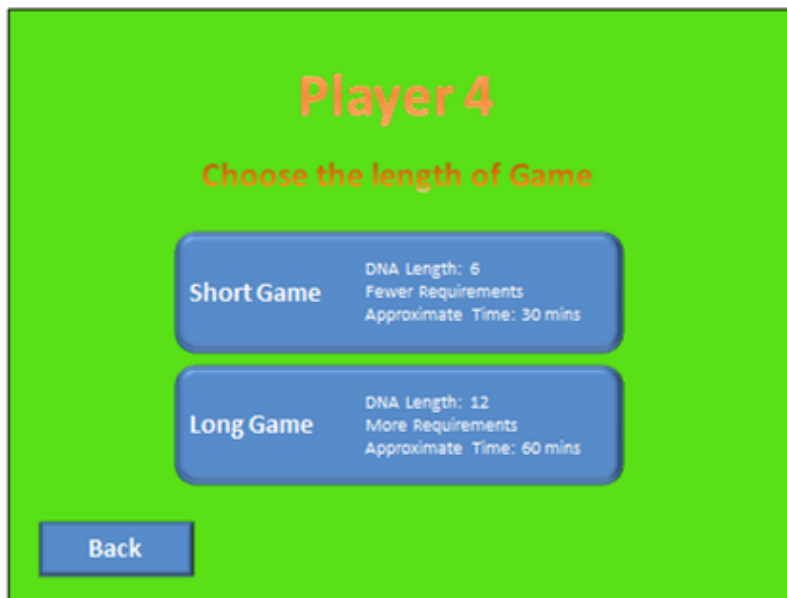 Player 4
Choose the length of Game
Short Game
DNA Length: 6
Fewer Requirements
Approximate Time: 30 mins
Long Game
DNA Length: 12
More Requirements
Approximate Time: 60 mins
Back